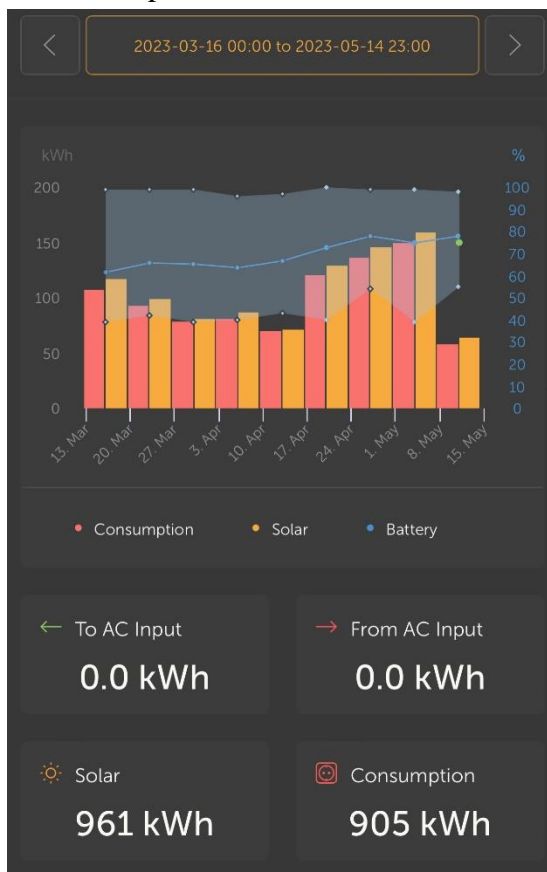 2023-03-16 00:00 to 2023-05-14 23:00
kWh %
200 100
90
150 80
70
60
100 50
40
50 30
20
10
0 0
13. Mar 20. Mar 27. Mar 3. Apr 10. Apr 17. Apr 24. Apr 1. May 8. May 15. May
Consumption Solar Battery
To AC Input From AC Input
0.0 kWh 0.0 kWh
Solar Consumption
961 kWh 905 kWh